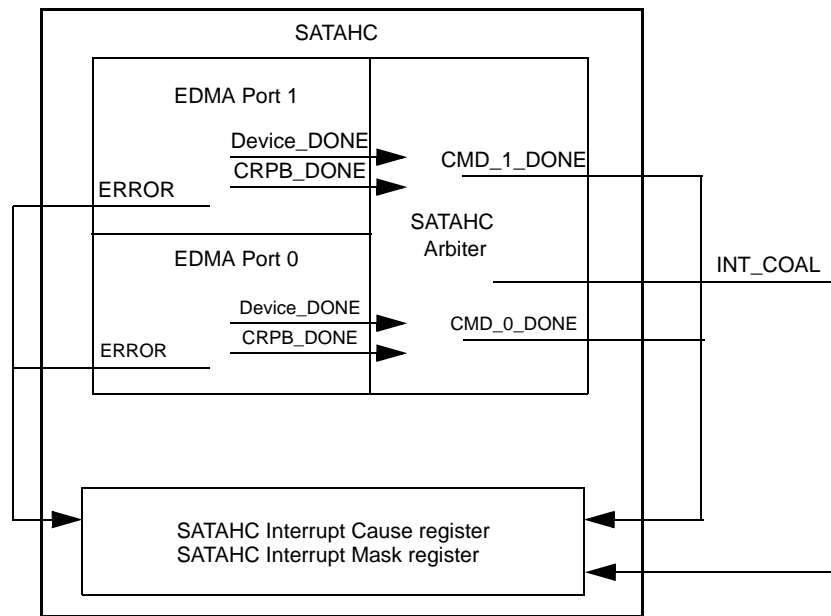 SATAHC
EDMA Port 1
Device_DONE
CRPB_DONE
ERROR
CMD_1_DONE
SATAHC
Arbiter
INT_COAL
EDMA Port 0
Device_DONE
CRPB_DONE
ERROR
CMD_0_DONE
SATAHC Interrupt Cause register
SATAHC Interrupt Mask register